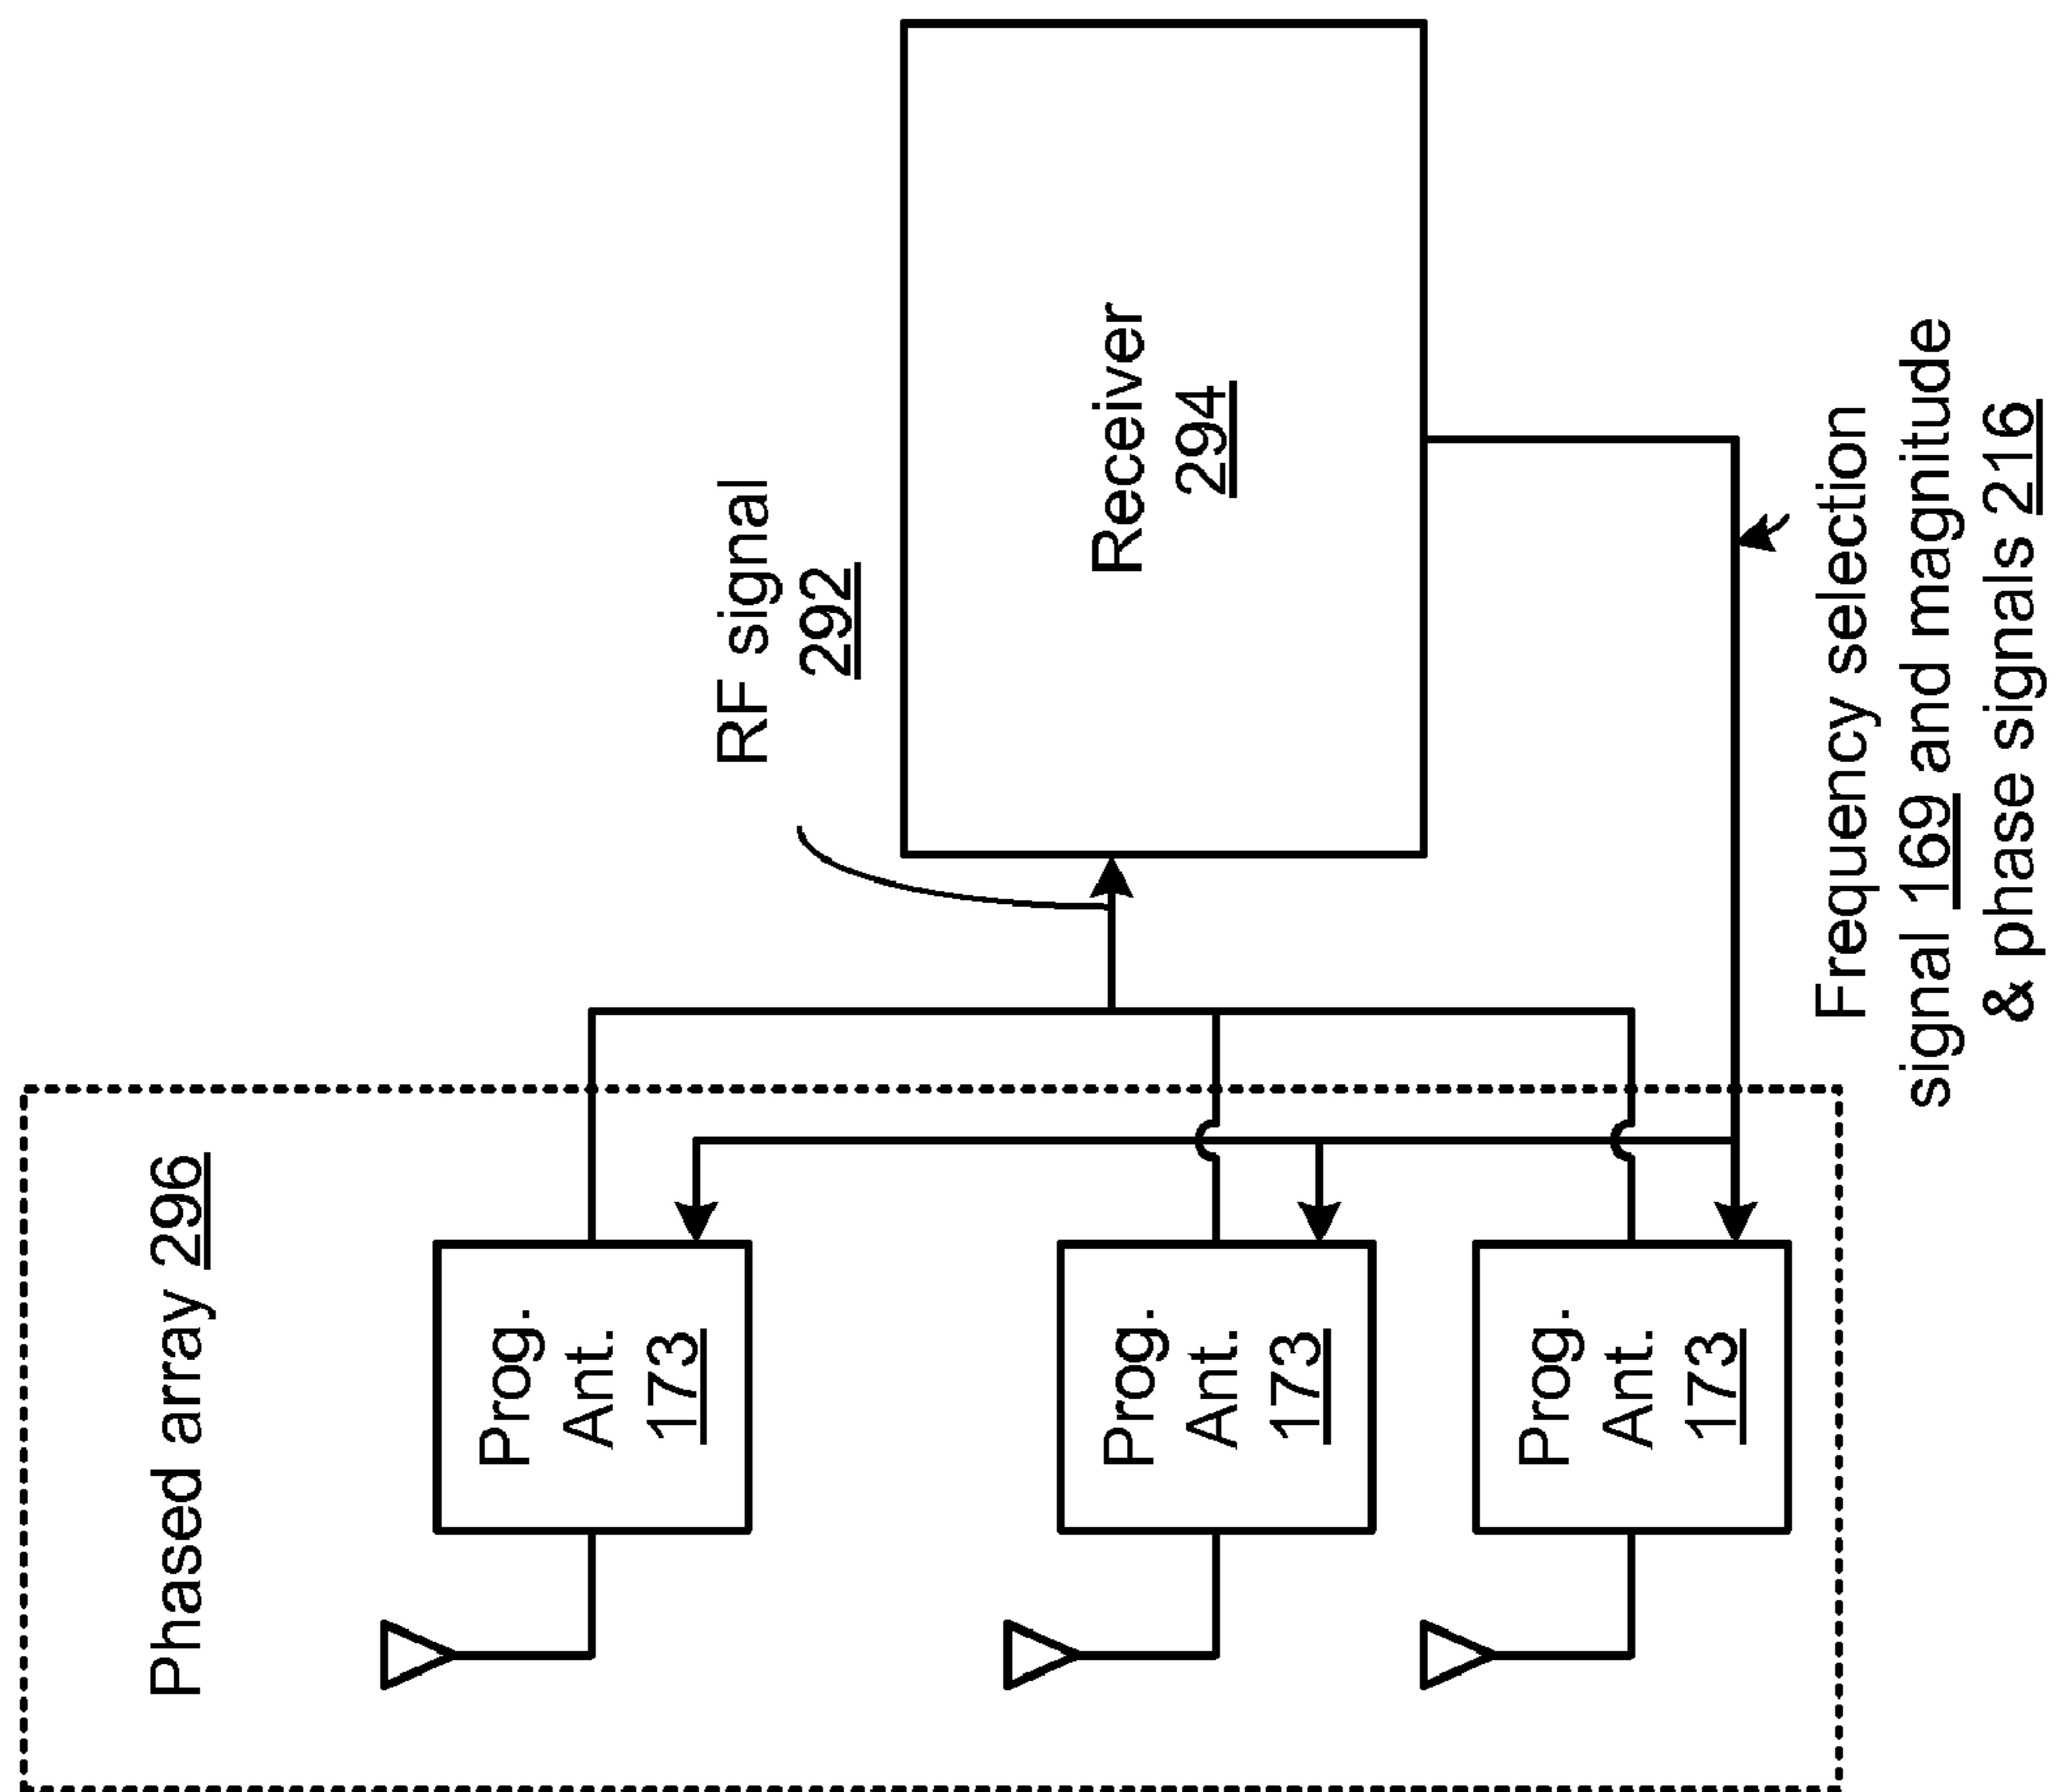 Phased array 296
Prog.
Ant.
173
Prog.
Ant.
173
Prog.
Ant.
173
RF signal
292
Receiver
294
Frequency selection
signal 169 and magnitude
& phase signals 216